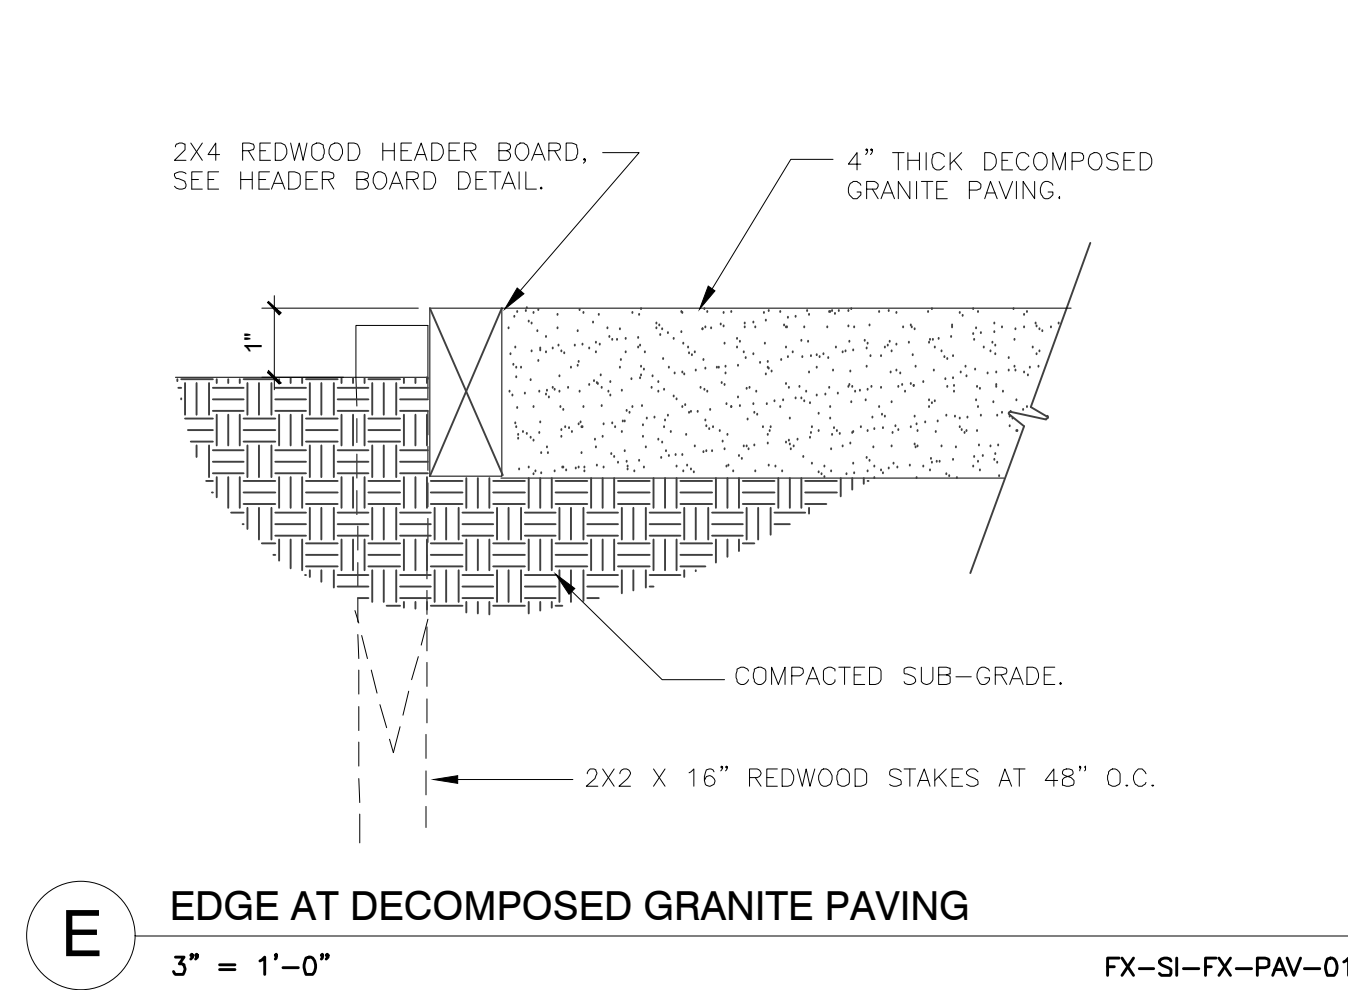 2X4 REDWOOD HEADER BOARD,
SEE HEADER BOARD DETAIL.
4" THICK DECOMPOSED
GRANITE PAVING.
1"
COMPACTED SUB-GRADE.
2X2 X 16" REDWOOD STAKES AT 48" O.C.
E
EDGE AT DECOMPOSED GRANITE PAVING
3" = 1'-0"
FX-SI-FX-PAV-01